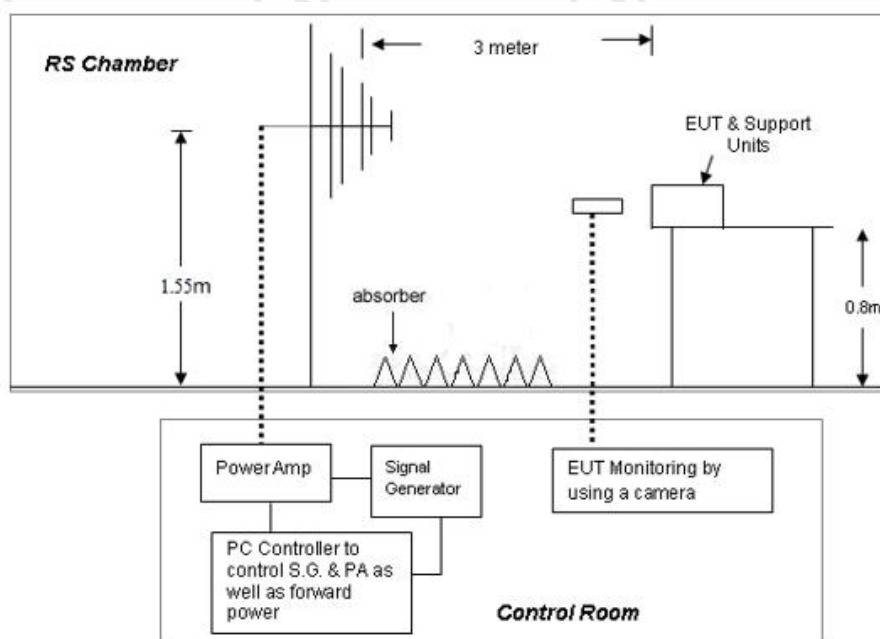 RS Chamber
3 meter
EUT & Support
Units
1.55m
absorber
0.8m
Power Amp
Signal
Generator
EUT Monitoring by
using a camera
PC Controller to
control S.G. & PA as
well as forward
power
Control Room